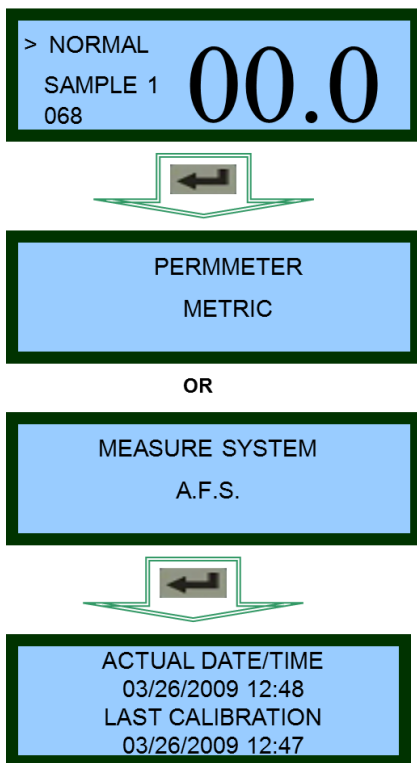 > NORMAL
SAMPLE 1
068
00.0
PERMMETER
METRIC
OR
MEASURE SYSTEM
A.F.S.
ACTUAL DATE/TIME
03/26/2009 12:48
LAST CALIBRATION
03/26/2009 12:47